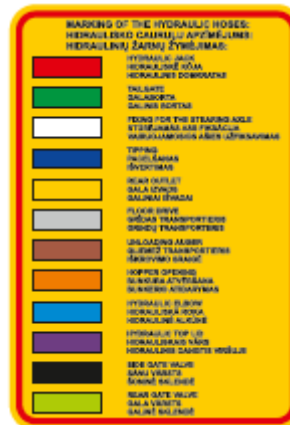 MARKING OF THE HYDRAULIC HOSES:
HIDRAULISKO CAURUĻU APZĪMĒJUMS:
HIDRAULINIŲ ŽARNŲ ŽYMĖJIMAS:
HYDRAULIC JACK
HIDRAULISKĀ KĀJA
HIDRAULINIS DOMKRATAS
TAILGATE
GALABORTA
GALINIS BORTAS
FIXING FOR THE STEARING AXLE
STŪRĒJAMĀS ASS FIKSĀCIJA
VAIRUOJAMOSIOS AŠIES UŽFIKSAVIMAS
TIPPING
PACELŠANAS
IŠVERTIMAS
REAR OUTLET
GALA IZVADS
GALINIAI IŠVADAI
FLOOR DRIVE
GRĪDAS TRANSPORTIERIS
GRINDŲ TRANSPORTERIS
UNLOADING AUGER
GLIEMEŽ TRANSPORTIERIS
IŠKROVIMO SRAIGĖ
HOPPER OPENING
BUNKURA ATVĒRŠANA
BUNKERIO ATIDARYMAS
HYDRAULIC ELBOW
HIDRAULISKĀ ROKA
HIDRAULINĖ ALKŪNĖ
HYDRAULIC TOP LID
HIDRAULISKAIS VĀKS
HIDRAULINIS DANGTIS VIRŠUJE
SIDE GATE VALVE
SĀNU VĀRSTS
ŠONINĖ SKLENDĖ
REAR GATE VALVE
GALA VĀRSTS
GALINĖ SKLENDĖ